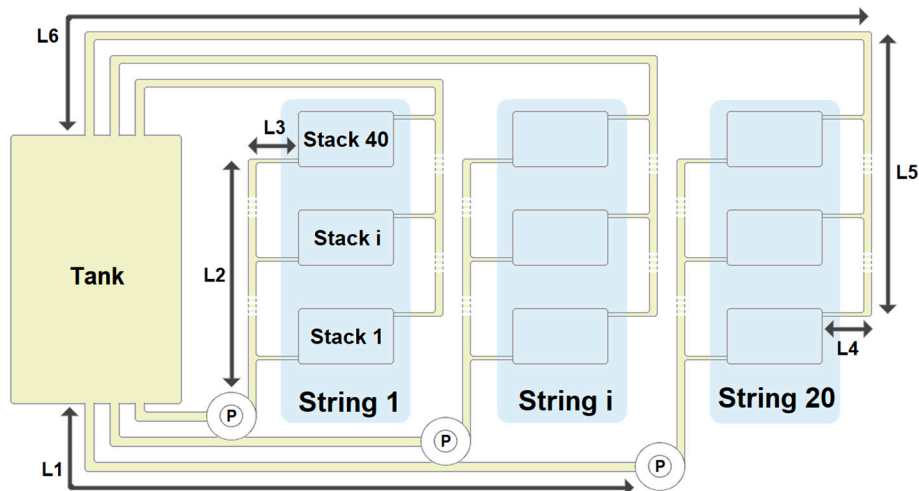 L6
L3
Stack 40
L5
Stack i
L2
Tank
Stack 1
L4
String 1
String i
String 20
P
P
P
L1